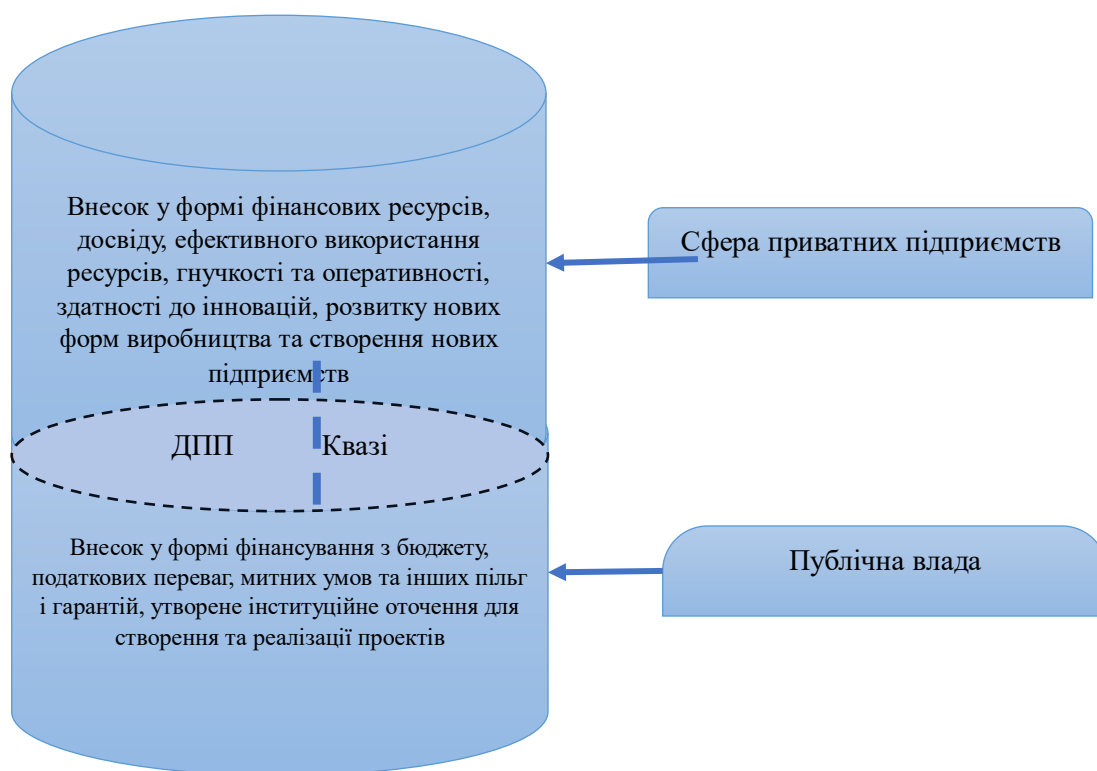 Внесок у формі фінансових ресурсів,
досвіду, ефективного використання
ресурсів, гнучкості та оперативності,
здатності до інновацій, розвитку нових
форм виробництва та створення нових
підприємств
Сфера приватних підприємств
ДПП Квазі
Внесок у формі фінансування з бюджету,
податкових переваг, митних умов та інших пільг
і гарантій, утворене інституційне оточення для
створення та реалізації проектів
Публічна влада